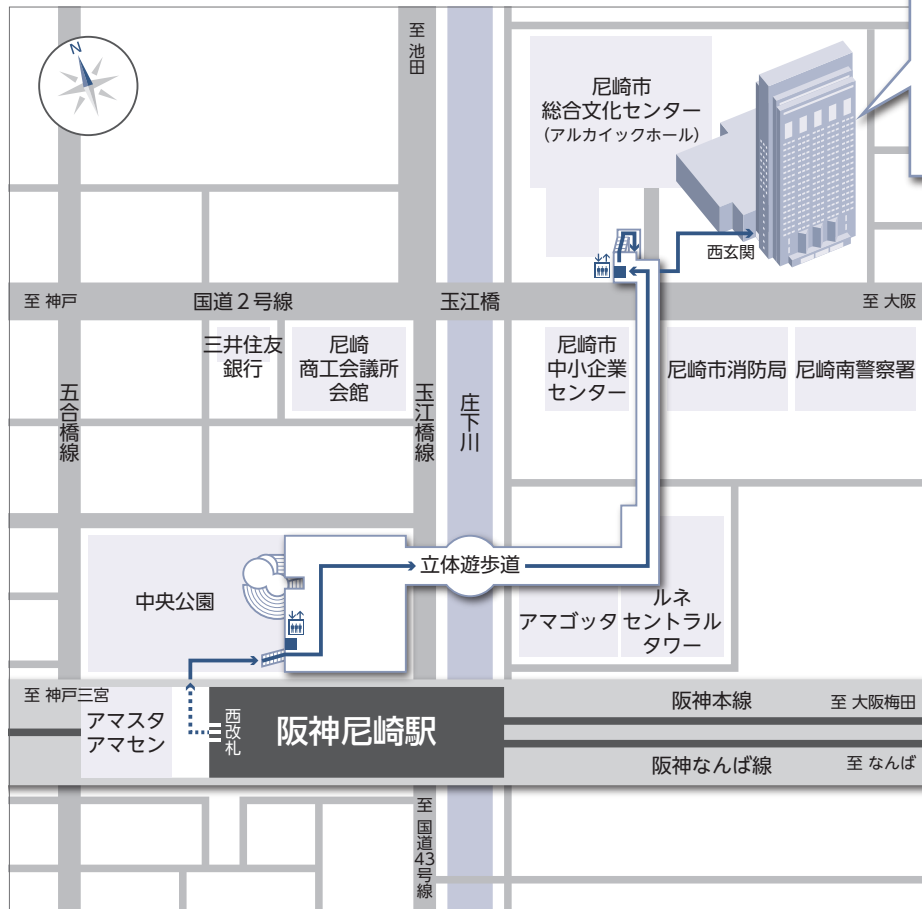 N
至
池
田
尼崎市
総合文化センター
(アルカイックホール)
西玄関
至 神戸
国道2号線
玉江橋
至 大阪
三井住友
銀行
尼崎
商工会議所
会館
尼崎市
中小企業
センター
尼崎市消防局
尼崎南警察署
五合橋線
玉江橋線
庄下川
立体遊歩道
中央公園
アマゴッタ
ルネ
セントラル
タワー
至 神戸三宮
阪神本線
至 大阪梅田
アマスタ
アマセン
西改札
阪神尼崎駅
阪神なんば線
至 なんば
至
国道43号線